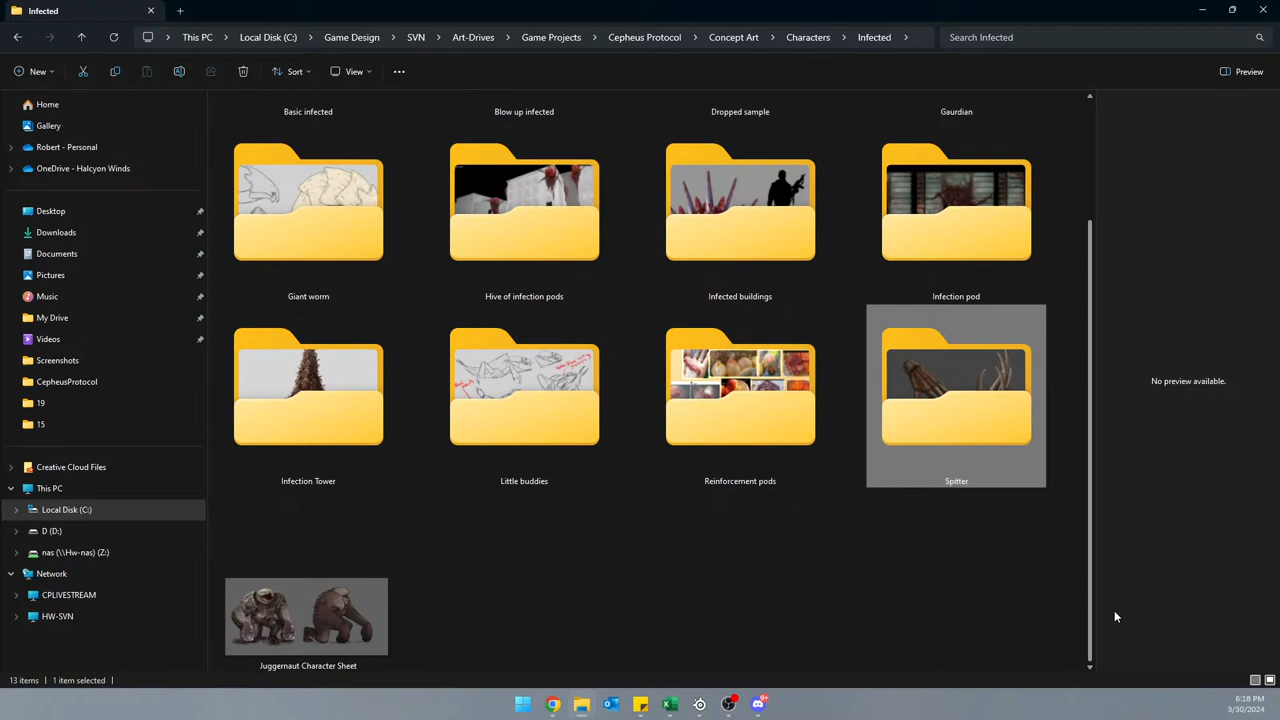 Infected
This PC
Local Disk (C:)
Game Design
SVN
Art-Drives
Game Projects
Cepheus Protocol
Concept Art
Characters
Infected
Search Infected
New
Sort
View
Preview
Home
Gallery
Robert - Personal
OneDrive - Halcyon Winds
Desktop
Downloads
Documents
Pictures
Music
My Drive
Videos
Screenshots
CepheusProtocol
19
15
Creative Cloud Files
This PC
Local Disk (C:)
D (D:)
nas (\\Hw-nas) (Z:)
Network
CPLIVESTREAM
HW-SVN
Basic infected
Blow up infected
Dropped sample
Gaurdian
Giant worm
Hive of infection pods
Infected buildings
Infection pod
Infection Tower
Little buddies
Reinforcement pods
Spitter
Juggernaut Character Sheet
No preview available.
13 items
1 item selected
6:18 PM
3/30/2024